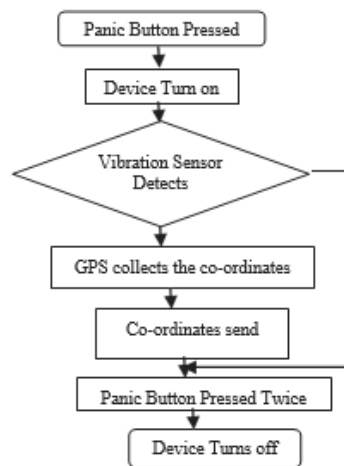 Panic Button Pressed
Device Turn on
Vibration Sensor
Detects
GPS collects the co-ordinates
Co-ordinates send
Panic Button Pressed Twice
Device Turns off